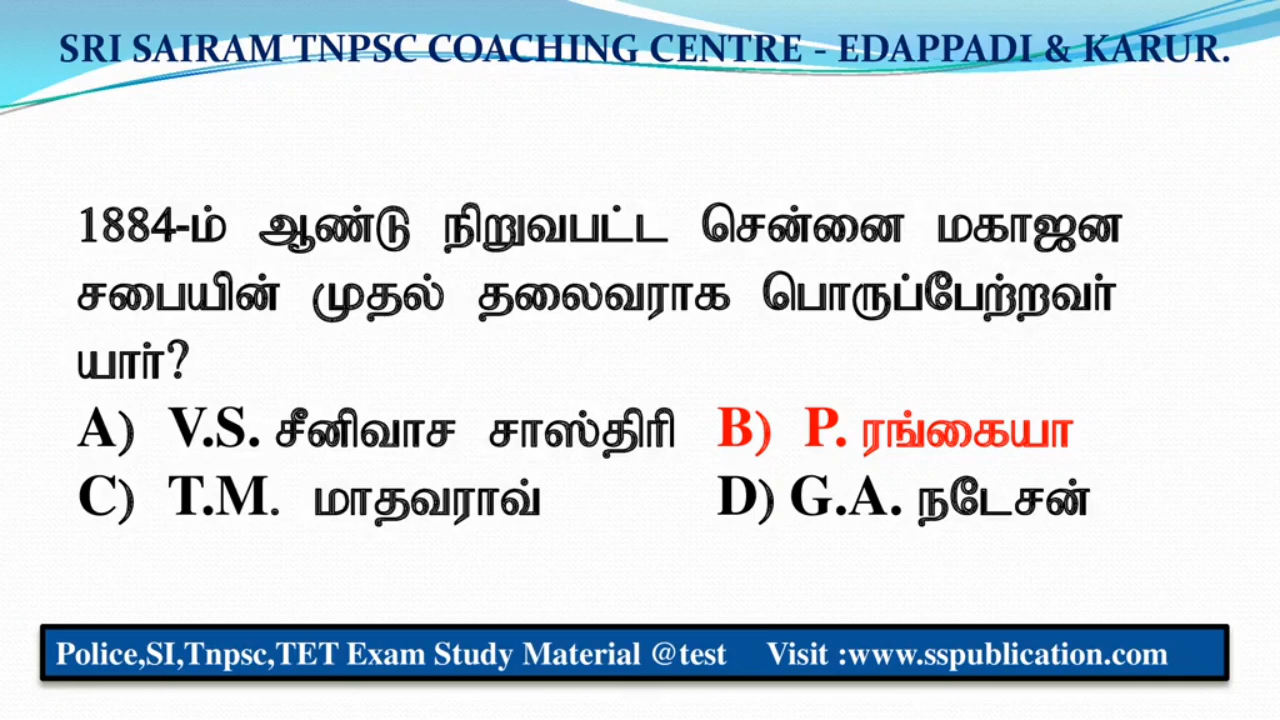 SRI SAIRAM TNPSC COACHING CENTRE - EDAPPADI & KARUR.
1884-ம் ஆண்டு நிறுவபட்ட சென்னை மகாஜன
சபையின் முதல் தலைவராக பொருப்பேற்றவர்
யார்?
A) V.S. சீனிவாச சாஸ்திரி B) P. ரங்கையா
C) T.M. மாதவராவ் D) G.A. நடேசன்
Police,SI,Tnpsc,TET Exam Study Material @test Visit :www.sspublication.com